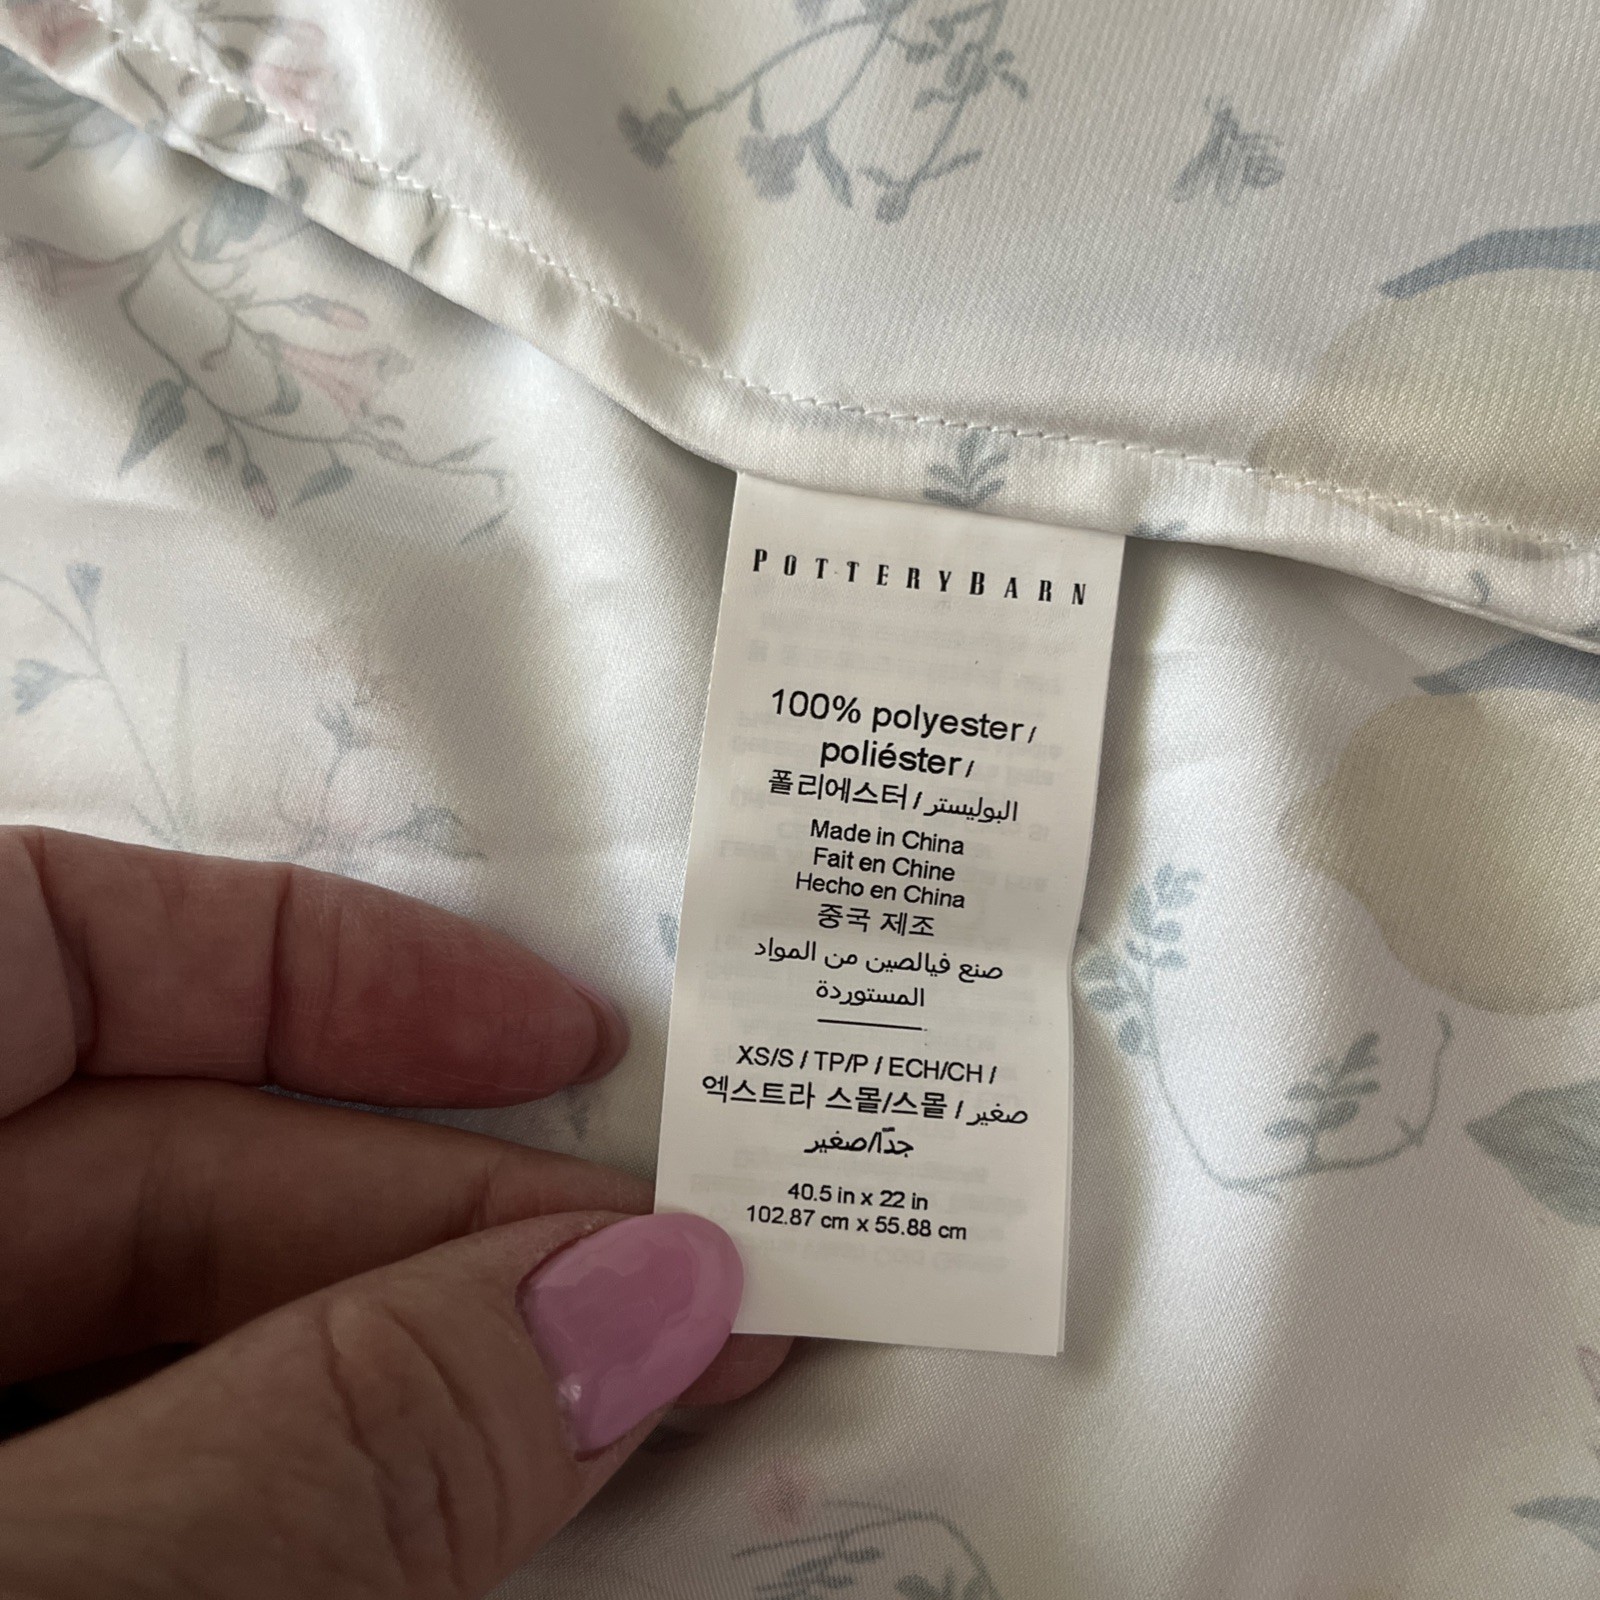 POTTERYBARN
100% polyester /
poliéster /
폴리에스터 / البوليستر
Made in China
Fait en Chine
Hecho en China
중국 제조
صنع فيالصين من المواد
المستوردة
XS/S / TP/P / ECH/CH /
엑스트라 스몰/스몰 / صغير
جدًا/صغير
40.5 in x 22 in
102.87 cm x 55.88 cm